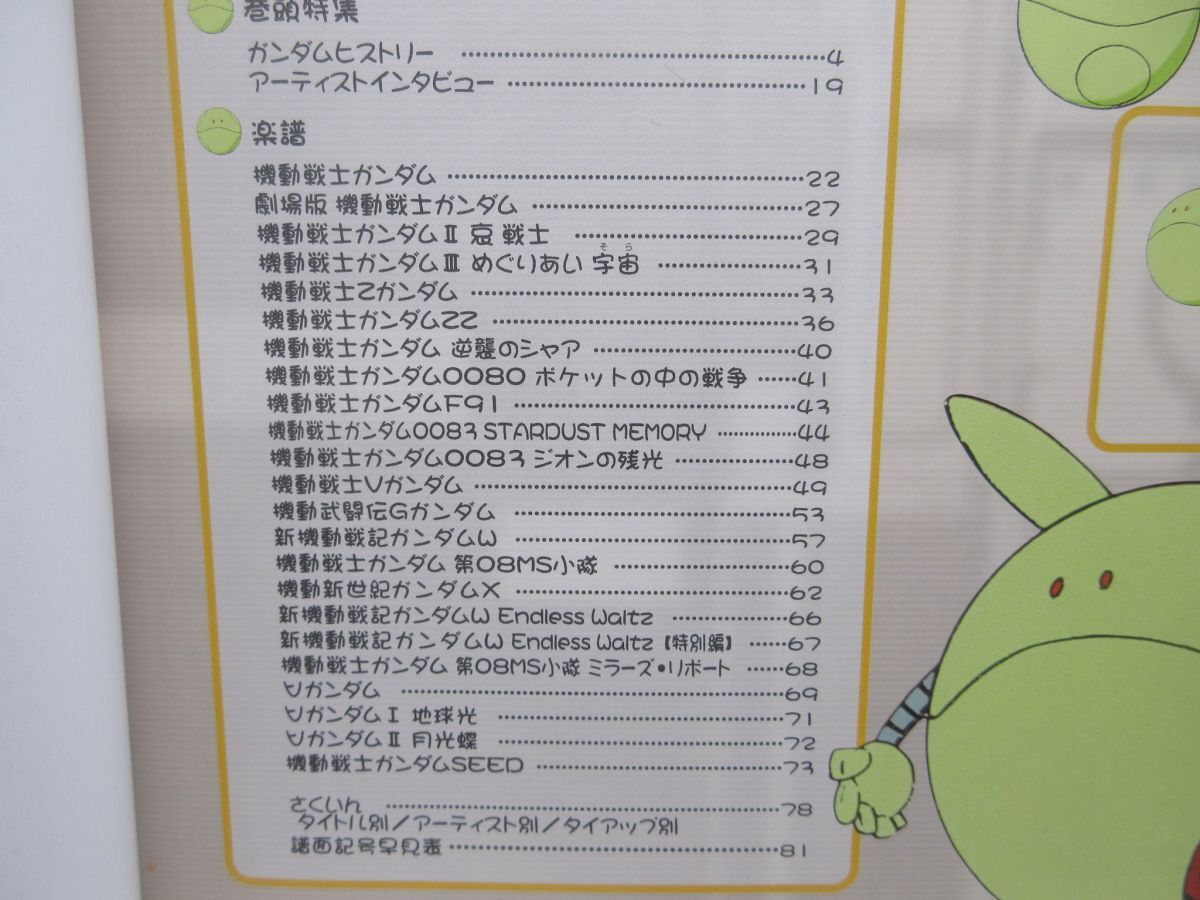 巻頭特集
ガンダムヒストリー ……………………………4
アーティストインタビュー ……………………………19
楽譜
機動戦士ガンダム ……………………………22
劇場版 機動戦士ガンダム ……………………………27
機動戦士ガンダムⅡ 哀 戦士 ……………………………29
機動戦士ガンダムⅢ めぐりあい 宇宙(そら) ……………………31
機動戦士Zガンダム ……………………………33
機動戦士ガンダムZZ ……………………………36
機動戦士ガンダム 逆襲のシャア ……………………40
機動戦士ガンダム0080 ポケットの中の戦争 ……41
機動戦士ガンダムF91 ……………………………43
機動戦士ガンダム0083 STARDUST MEMORY ……………44
機動戦士ガンダム0083 ジオンの残光 ………………48
機動戦士Vガンダム ……………………………49
機動武闘伝Gガンダム ……………………………53
新機動戦記ガンダムW ……………………………57
機動戦士ガンダム 第08MS小隊 ……………………60
機動新世紀ガンダムX ……………………………62
新機動戦記ガンダムW Endless Waltz ………………66
新機動戦記ガンダムW Endless Waltz【特別編】 ……67
機動戦士ガンダム 第08MS小隊 ミラーズ・リポート ……68
∀ガンダム ……………………………69
∀ガンダムⅠ 地球光 ……………………………71
∀ガンダムⅡ 月光蝶 ……………………………72
機動戦士ガンダムSEED ……………………………73
さくいん ……………………………78
タイトル別／アーティスト別／タイアップ別
譜面記号早見表 ……………………………81